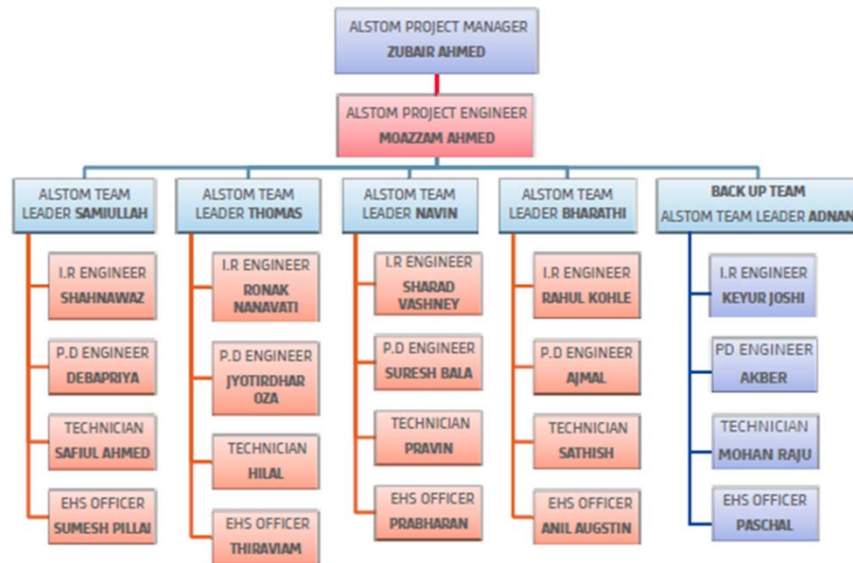 ALSTOM PROJECT MANAGER
ZUBAIR AHMED
ALSTOM PROJECT ENGINEER
MOAZZAM AHMED
ALSTOM TEAM
LEADER SAMIULLAH
I.R ENGINEER
SHAHNAWAZ
P.D ENGINEER
DEBAPRIYA
TECHNICIAN
SAFIUL AHMED
EHS OFFICER
SUMESH PILLAI
ALSTOM TEAM
LEADER THOMAS
I.R ENGINEER
RONAK
NANAVATI
P.D ENGINEER
JYOTIRDHAR
OZA
TECHNICIAN
HILAL
EHS OFFICER
THIRAVIAM
ALSTOM TEAM
LEADER NAVIN
I.R ENGINEER
SHARAD
VASHNEY
P.D ENGINEER
SURESH BALA
TECHNICIAN
PRAVIN
EHS OFFICER
PRABHARAN
ALSTOM TEAM
LEADER BHARATHI
I.R ENGINEER
RAHUL KOHLE
P.D ENGINEER
AJMAL
TECHNICIAN
SATHISH
EHS OFFICER
ANIL AUGSTIN
BACK UP TEAM
ALSTOM TEAM LEADER ADNAN
I.R ENGINEER
KEYUR JOSHI
PD ENGINEER
AKBER
TECHNICIAN
MOHAN RAJU
EHS OFFICER
PASCHAL